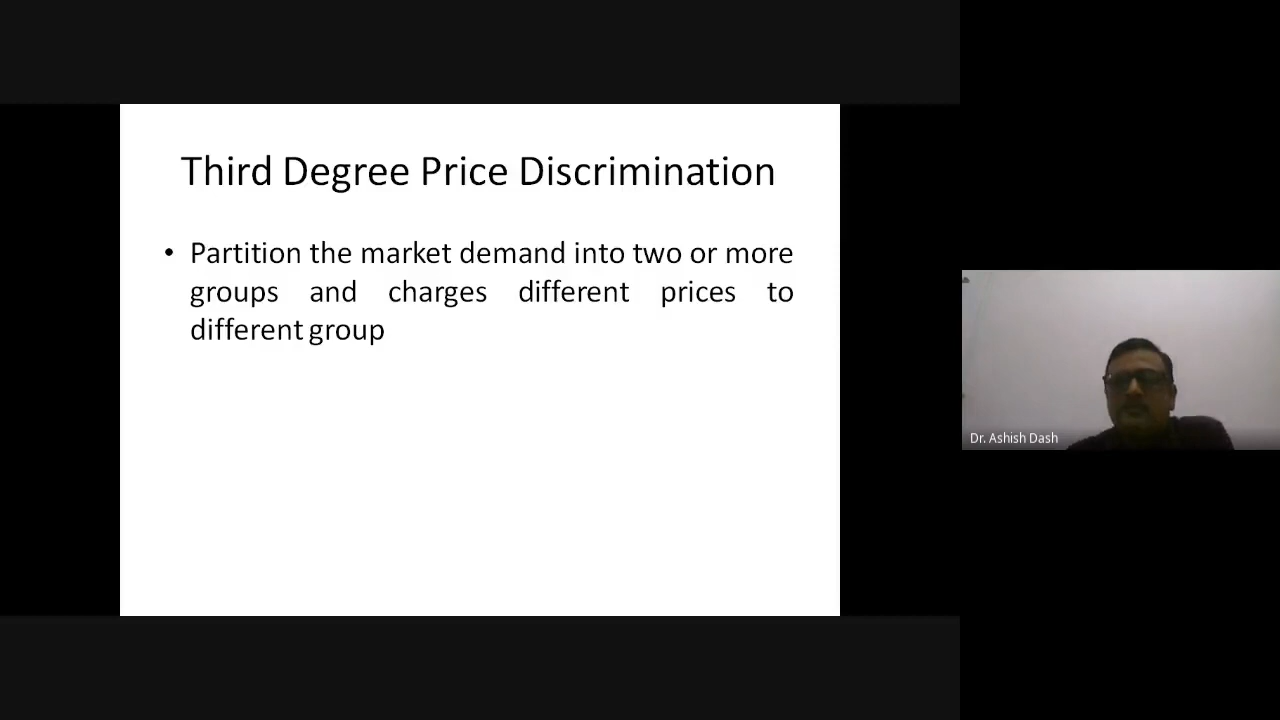 Third Degree Price Discrimination
• Partition the market demand into two or more
groups and charges different prices to
different group
Dr. Ashish Dash